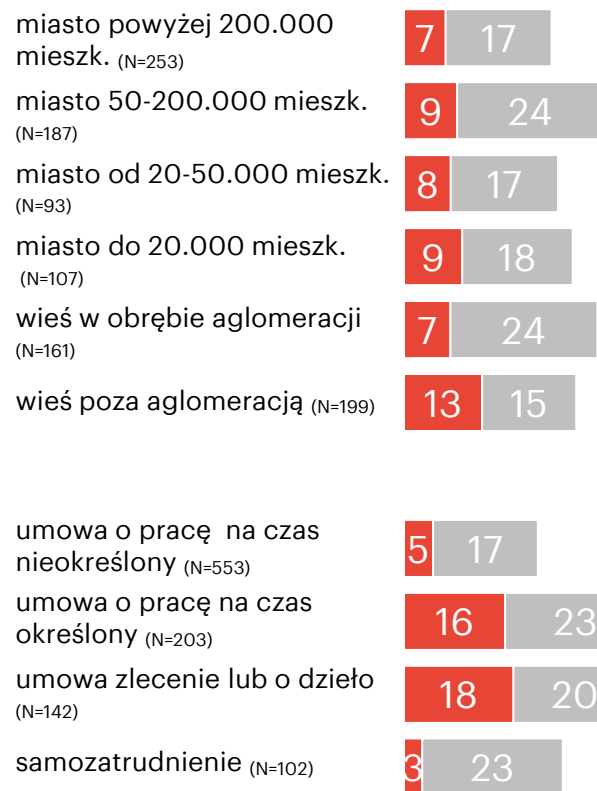 miasto powyżej 200.000
mieszk. (N=253) 7 17
miasto 50-200.000 mieszk.
(N=187) 9 24
miasto od 20-50.000 mieszk.
(N=93) 8 17
miasto do 20.000 mieszk.
(N=107) 9 18
wieś w obrębie aglomeracji
(N=161) 7 24
wieś poza aglomeracją (N=199) 13 15
umowa o pracę na czas
nieokreślony (N=553) 5 17
umowa o pracę na czas
określony (N=203) 16 23
umowa zlecenie lub o dzieło
(N=142) 18 20
samozatrudnienie (N=102) 3 23